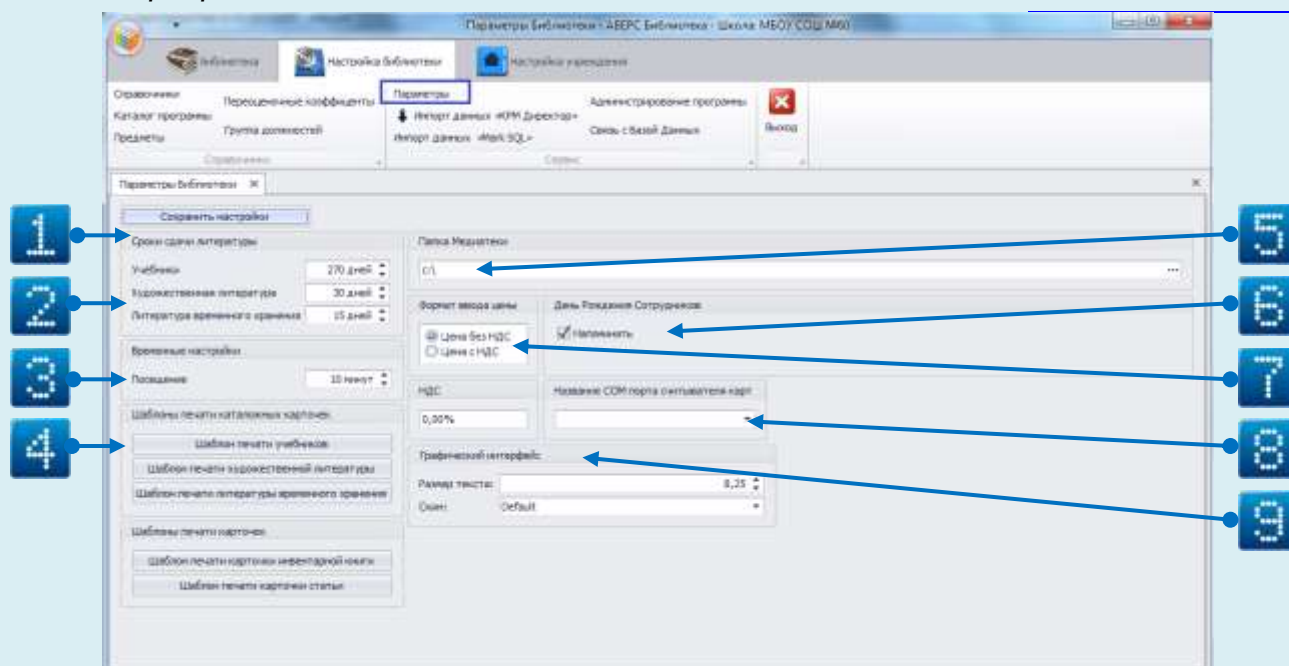 Параметры Библиотеки - АВЕРС Библиотека - Школа МБОУ СОШ №60
Библиотека
Настройка библиотеки
Настройка учреждения
Справочники
Каталог программы
Предметы
Переоценочные коэффициенты
Группа должностей
Справочники
Параметры
Импорт данных «КРМ Директор»
Импорт данных «Mark SQL»
Администрирование программы
Связь с Базой Данных
Сервис
Выход
Параметры Библиотеки
Сохранить настройки
Сроки сдачи литературы
Учебники 270 дней
Художественная литература 30 дней
Литература временного хранения 15 дней
Временные настройки
Посещение 10 минут
Шаблоны печати каталожных карточек
Шаблон печати учебников
Шаблон печати художественной литературы
Шаблон печати литературы временного хранения
Шаблоны печати карточек
Шаблон печати карточки инвентарной книги
Шаблон печати карточки статьи
Папка Медиатеки
c:\
Формат ввода цены
Цена без НДС
Цена с НДС
День Рождения Сотрудников
Напоминать
НДС
0,00%
Название COM порта считывателя карт
Графический интерфейс
Размер текста: 8,25
Скин: Default
1
2
3
4
5
6
7
8
9